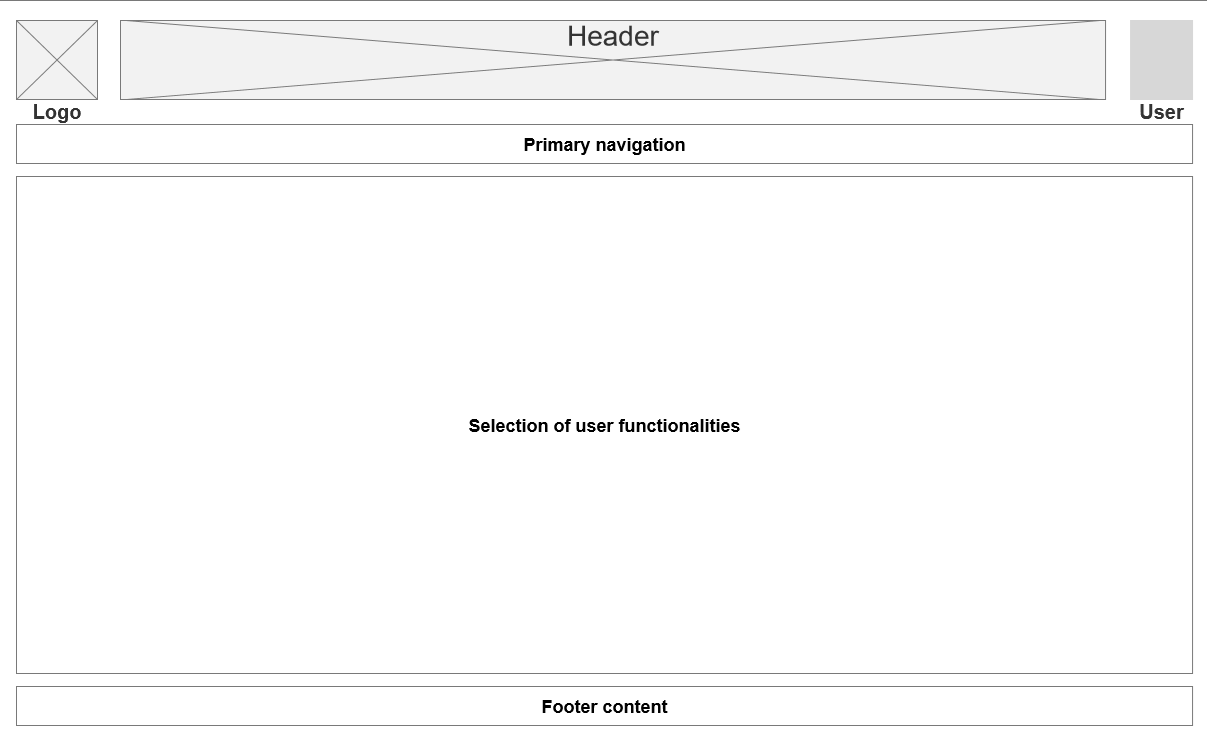 Header
Logo
User
Primary navigation
Selection of user functionalities
Footer content